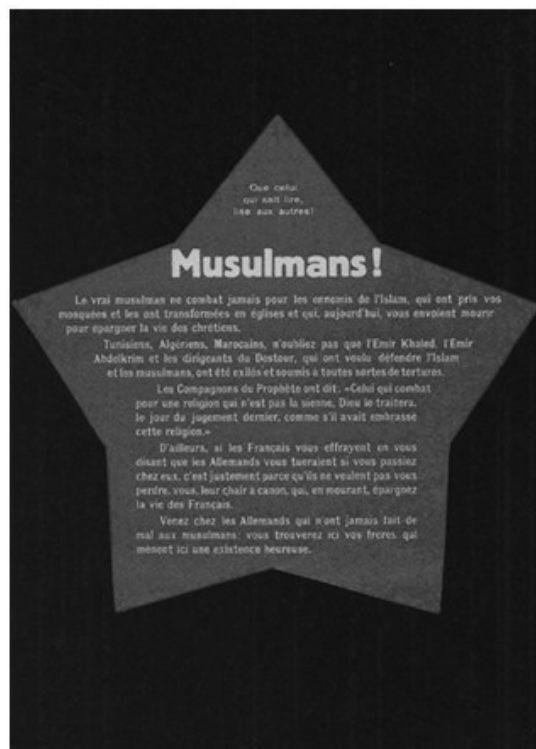 Que celui
qui sait lire,
lise aux autres!
Musulmans!
Le vrai musulman ne combat jamais pour les ennemis de l'Islam, qui ont pris vos
mosquées et les ont transformées en églises et qui, aujourd'hui, vous envoient mourir
pour épargner la vie des chrétiens.
Tunisiens, Algériens, Marocains, n'oubliez pas que l'Emir Khaled, l'Emir
Abdelkrim et les dirigeants du Destour, qui ont voulu défendre l'Islam
et les musulmans, ont été exilés et soumis à toutes sortes de tortures.
Les Compagnons du Prophète ont dit: «Celui qui combat
pour une religion qui n'est pas la sienne, Dieu le traitera,
le jour du jugement dernier, comme s'il avait embrassé
cette religion.»
D'ailleurs, si les Français vous effrayent en vous
disant que les Allemands vous tueraient si vous passiez
chez eux, c'est justement parce qu'ils ne veulent pas vous
perdre, vous, leur chair à canon, qui, en mourant, épargnez
la vie des Français.
Venez chez les Allemands qui n'ont jamais fait de
mal aux musulmans: vous trouverez ici vos frères qui
mènent ici une existence heureuse.